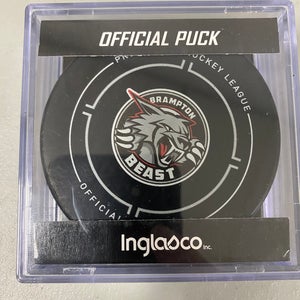 OFFICIAL PUCK
HOCKEY LEAGUE
BRAMPTON
BEAST
OFFICIAL
Inglasco Inc.